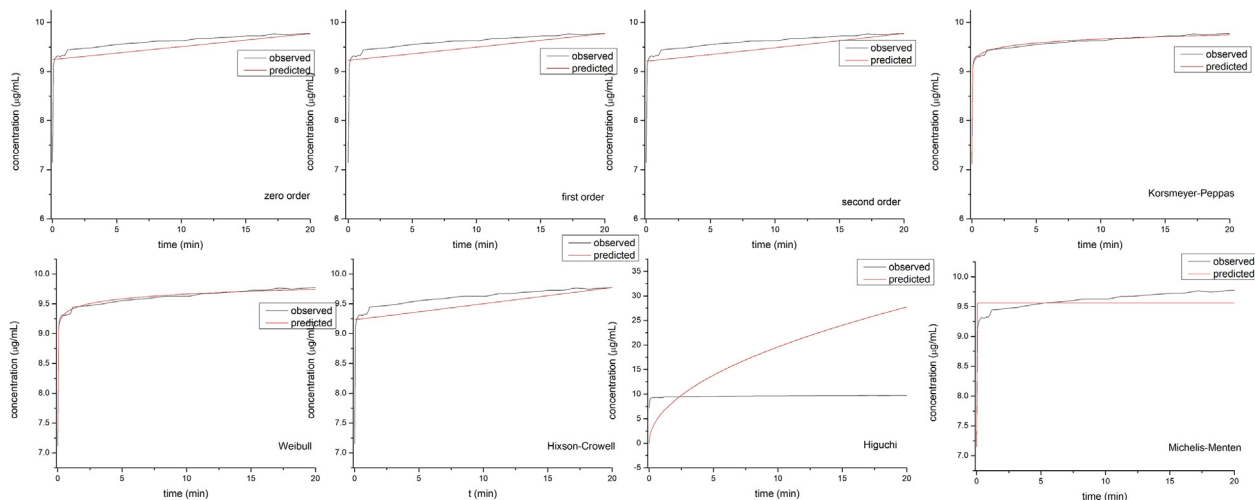 concentration (µg/mL)
10
9
8
7
6
0
5
10
15
20
time (min)
observed
predicted
zero order
concentration (µg/mL)
10
9
8
7
6
0
5
10
15
20
time (min)
observed
predicted
first order
concentration (µg/mL)
10
9
8
7
6
0
5
10
15
20
time (min)
observed
predicted
second order
concentration (µg/mL)
10
9
8
7
6
0
5
10
15
20
time (min)
observed
predicted
Korsmeyer-Peppas
concentration (µg/mL)
10.0
9.5
9.0
8.5
8.0
7.5
7.0
0
5
10
15
20
time (min)
observed
predicted
Weibull
concentration (µg/mL)
10.0
9.5
9.0
8.5
8.0
7.5
7.0
0
5
10
15
20
t (min)
observed
predicted
Hixson-Crowell
concentration (µg/mL)
35
30
25
20
15
10
5
0
-5
0
5
10
15
20
time (min)
observed
predicted
Higuchi
concentration (µg/mL)
10.0
9.5
9.0
8.5
8.0
7.5
7.0
0
5
10
15
20
time (min)
observed
predicted
Michelis-Menten